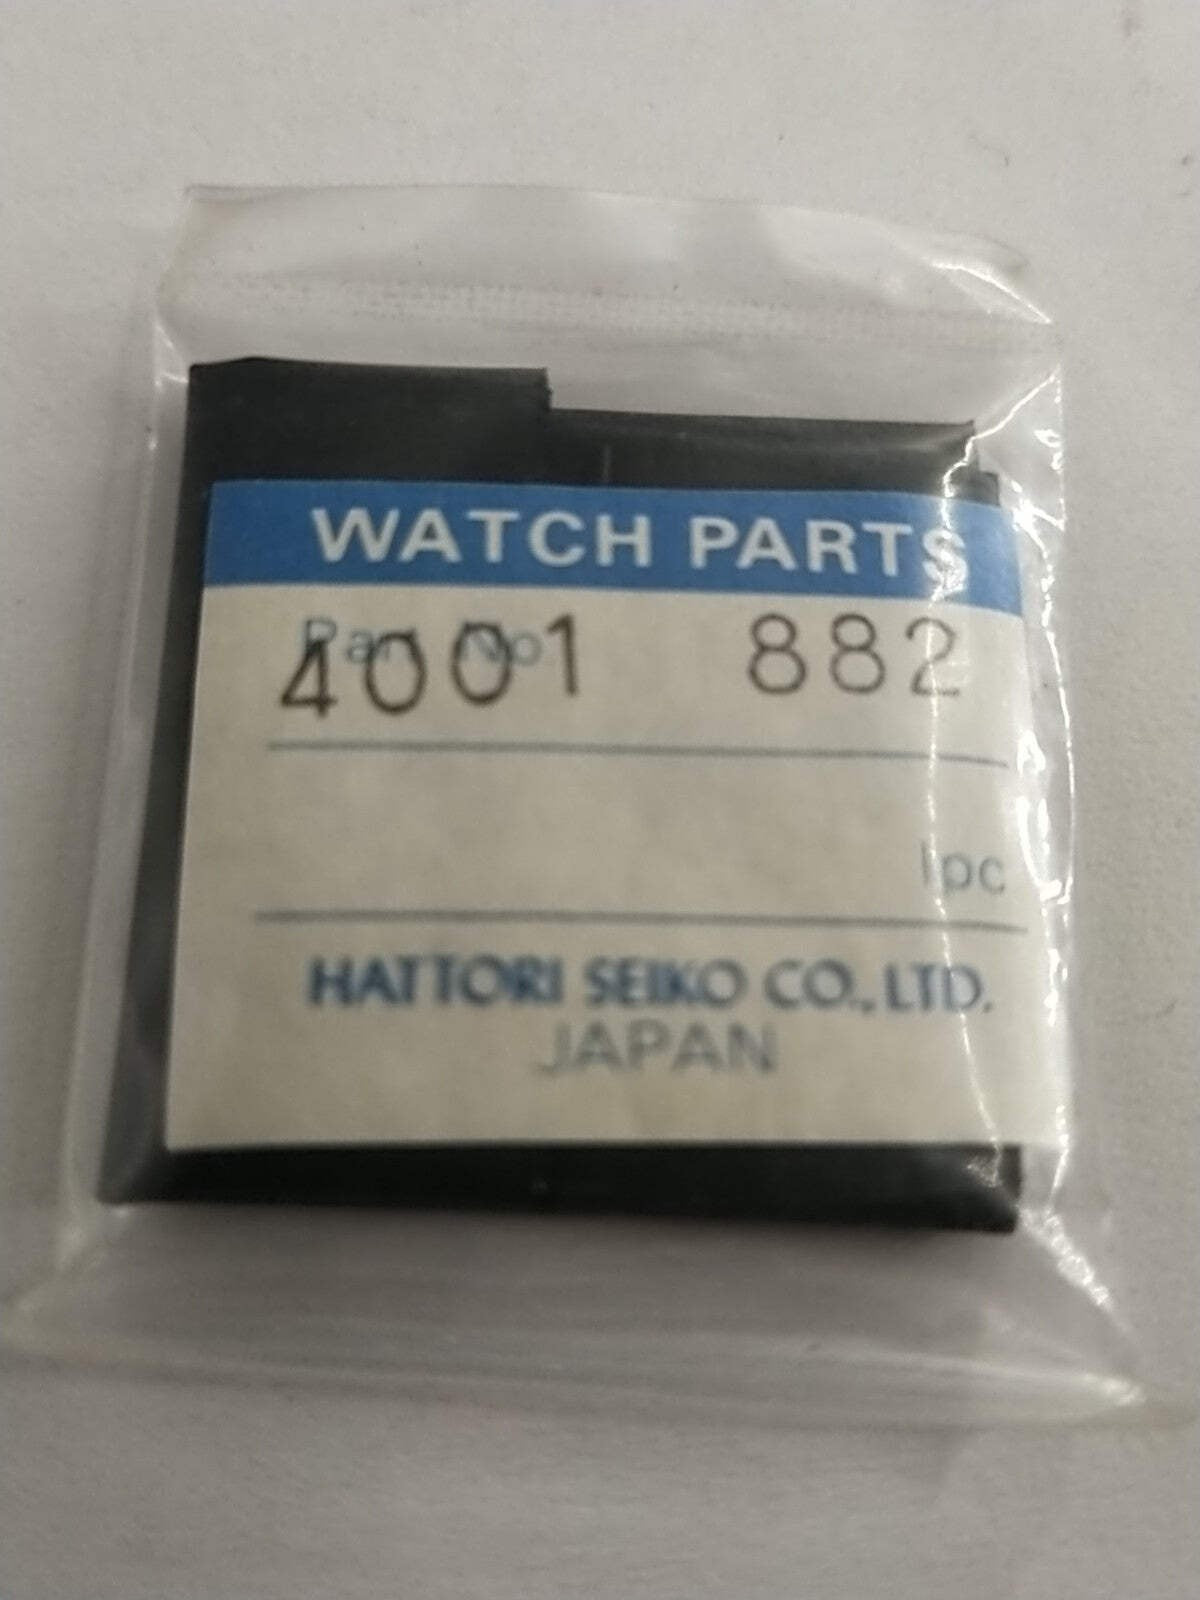 WATCH PARTS
Part No.
4001 882
1pc
HATTORI SEIKO CO., LTD.
JAPAN